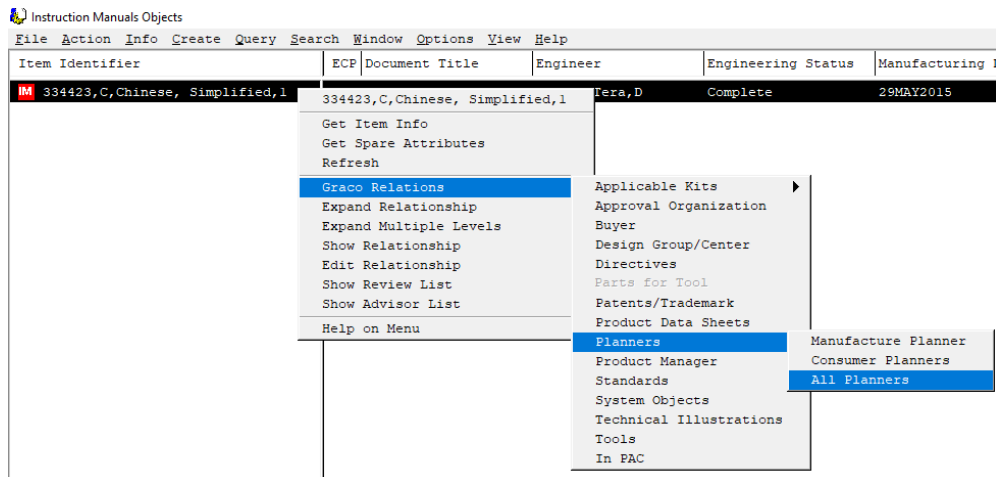 Instruction Manuals Objects
File Action Info Create Query Search Window Options View Help
Item Identifier ECP Document Title Engineer Engineering Status Manufacturing
IM 334423,C,Chinese, Simplified,1 Tera,D Complete 29MAY2015
334423,C,Chinese, Simplified,1
Get Item Info
Get Spare Attributes
Refresh
Graco Relations
Expand Relationship
Expand Multiple Levels
Show Relationship
Edit Relationship
Show Review List
Show Advisor List
Help on Menu
Applicable Kits
Approval Organization
Buyer
Design Group/Center
Directives
Parts for Tool
Patents/Trademark
Product Data Sheets
Planners
Product Manager
Standards
System Objects
Technical Illustrations
Tools
In PAC
Manufacture Planner
Consumer Planners
All Planners